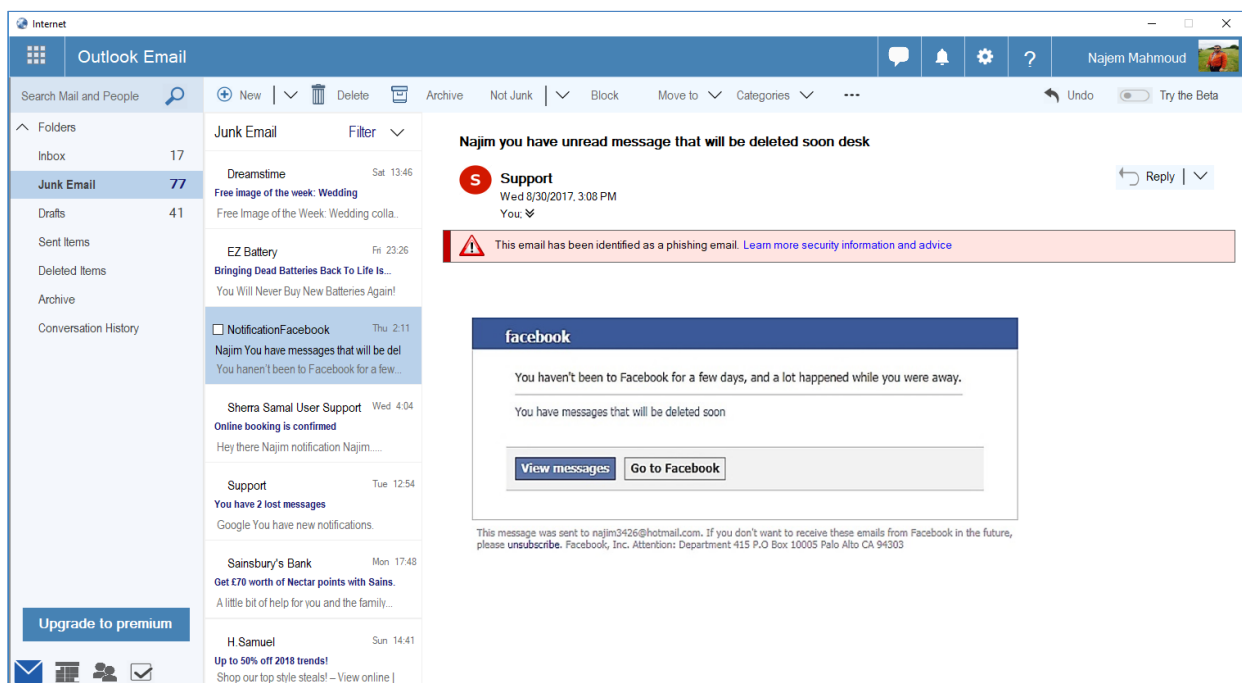 Internet
Outlook Email
Najem Mahmoud
Search Mail and People
New
Delete
Archive
Not Junk
Block
Move to
Categories
Undo
Try the Beta
Folders
Inbox 17
Junk Email 77
Drafts 41
Sent Items
Deleted Items
Archive
Conversation History
Upgrade to premium
Junk Email Filter
Dreamstime Sat 13:46
Free image of the week: Wedding
Free Image of the Week: Wedding colla..
EZ Battery Fri 23:26
Bringing Dead Batteries Back To Life Is...
You Will Never Buy New Batteries Again!
NotificationFacebook Thu 2:11
Najim You have messages that will be del
You hanen't been to Facebook for a few...
Sherra Samal User Support Wed 4:04
Online booking is confirmed
Hey there Najim notification Najim.....
Support Tue 12:54
You have 2 lost messages
Google You have new notifications.
Sainsbury's Bank Mon 17:48
Get £70 worth of Nectar points with Sains.
A little bit of help for you and the family...
H.Samuel Sun 14:41
Up to 50% off 2018 trends!
Shop our top style steals! – View online |
Najim you have unread message that will be deleted soon desk
S
Support
Wed 8/30/2017, 3:08 PM
You;
Reply
This email has been identified as a phishing email. Learn more security information and advice
facebook
You haven't been to Facebook for a few days, and a lot happened while you were away.
You have messages that will be deleted soon
View messages
Go to Facebook
This message was sent to najim3426@hotmail.com. If you don't want to receive these emails from Facebook in the future,
please unsubscribe. Facebook, Inc. Attention: Department 415 P.O Box 10005 Palo Alto CA 94303